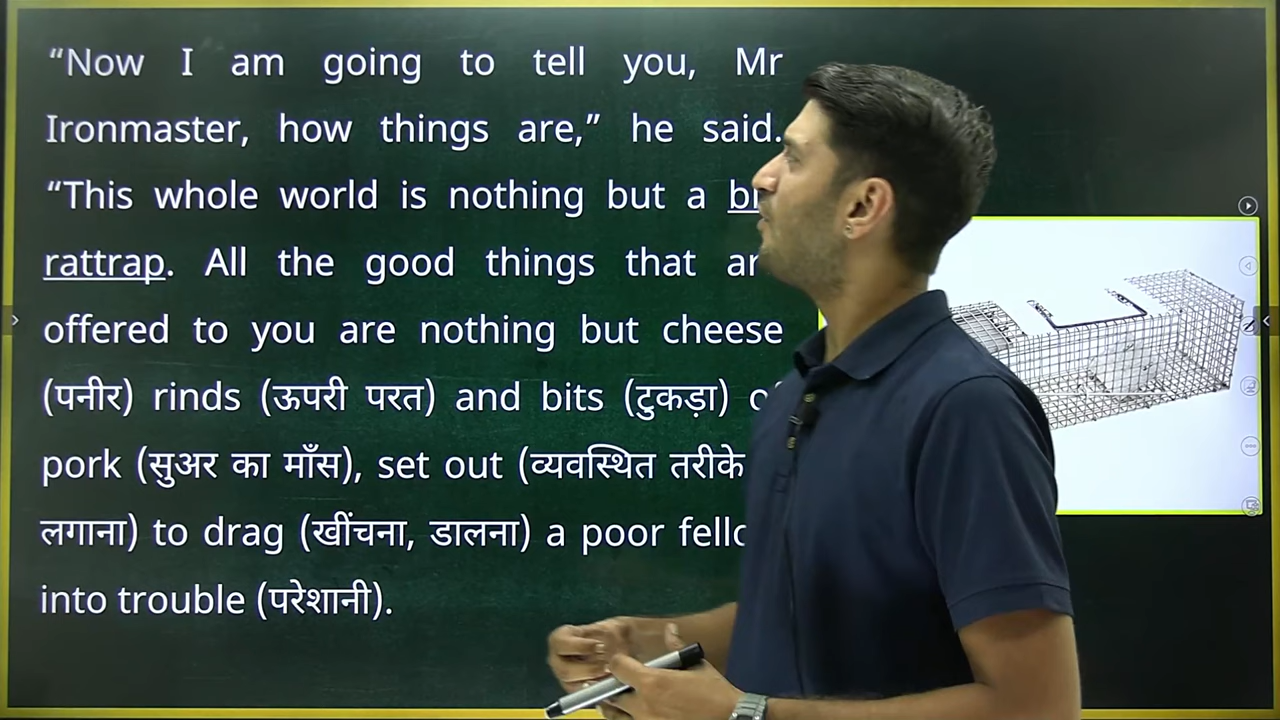 “Now I am going to tell you, Mr
Ironmaster, how things are,” he said.
“This whole world is nothing but a
rattrap. All the good things that
offered to you are nothing but cheese
(पनीर) rinds (ऊपरी परत) and bits (टुकड़ा)
pork (सुअर का माँस), set out (व्यवस्थित तरीके
लगाना) to drag (खींचना, डालना) a poor
into trouble (परेशानी).